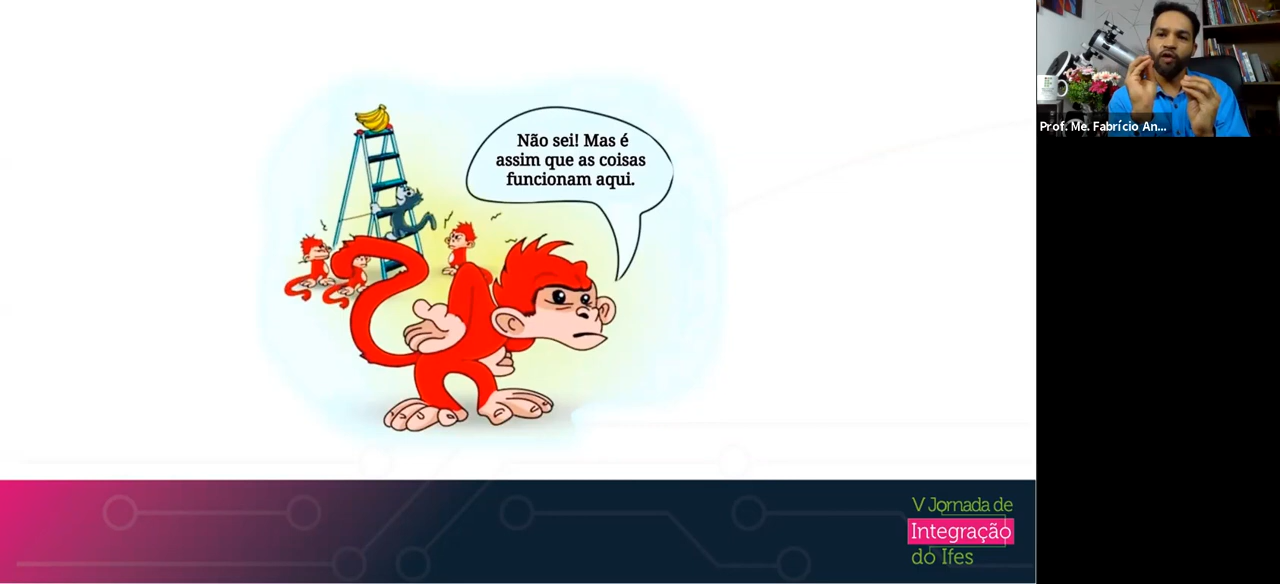 Não sei! Mas é
assim que as coisas
funcionam aqui.
Prof. Me. Fabrício An...
V Jornada de
Integração
do Ifes